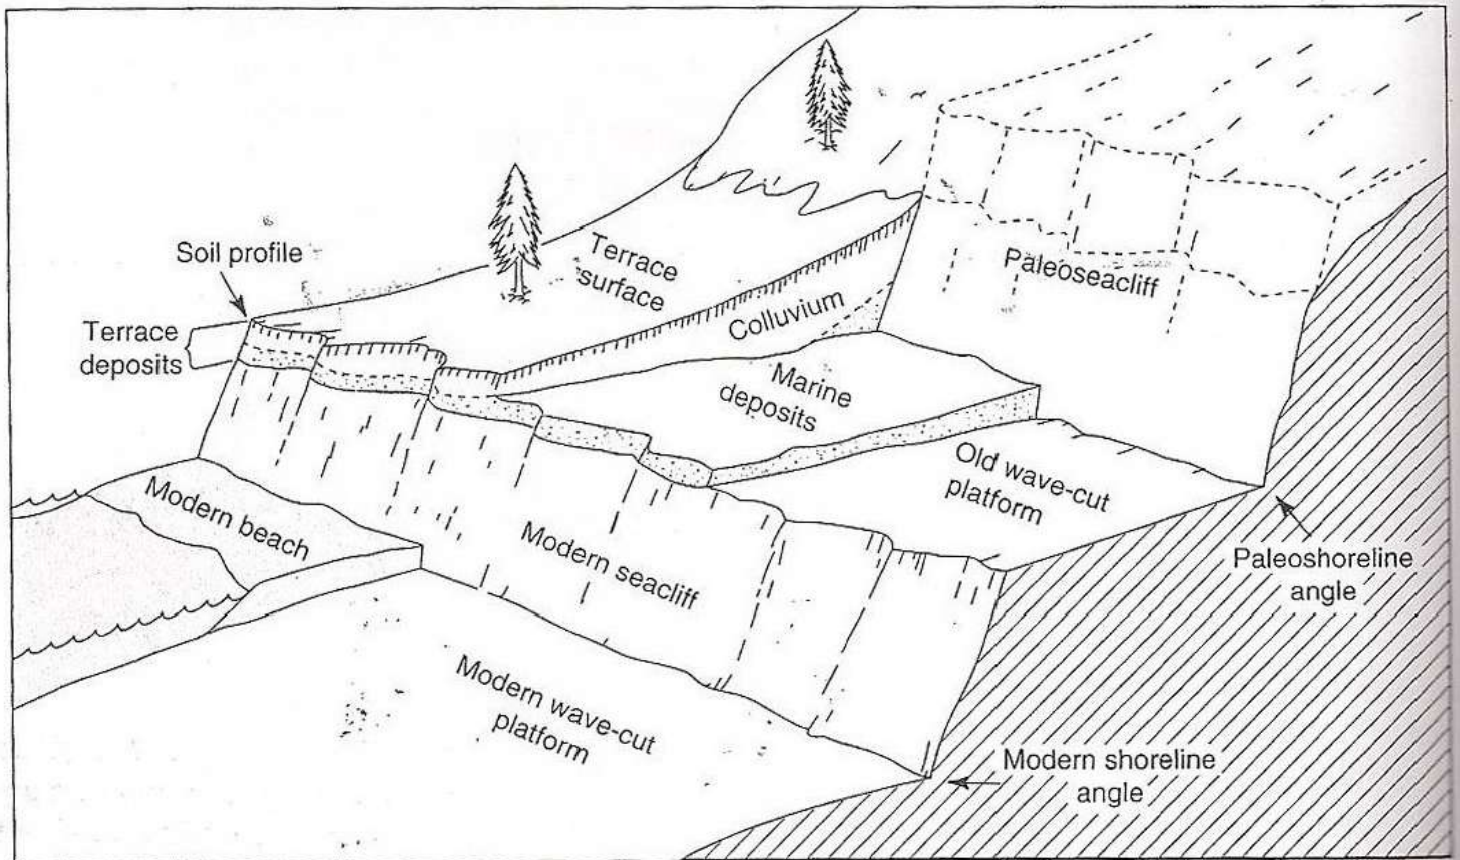 Soil profile
Terrace
deposits
Terrace
surface
Colluvium
Paleoseacliff
Marine
deposits
Old wave-cut
platform
Modern beach
Modern seacliff
Paleoshoreline
angle
Modern wave-cut
platform
Modern shoreline
angle